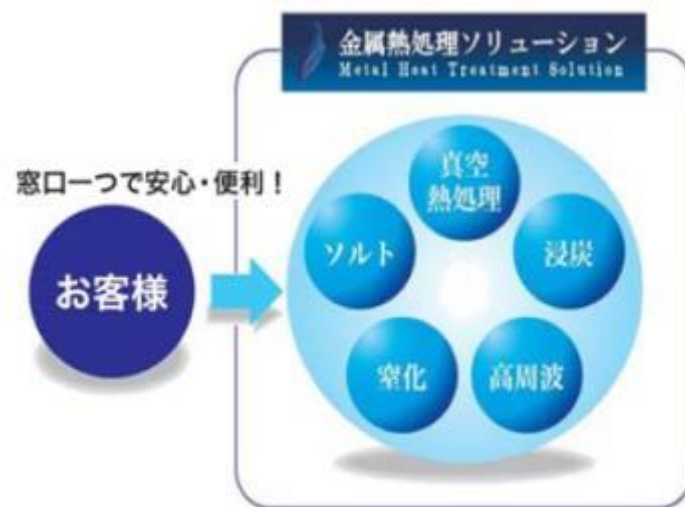 金属熱処理ソリューション
Metal Heat Treatment Solution
窓口一つで安心・便利！
お客様
真空
熱処理
ソルト
浸炭
窒化
高周波